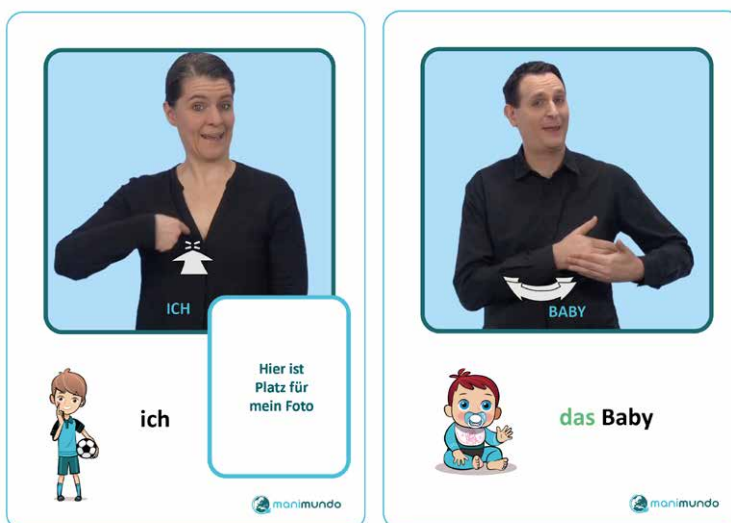 ICH
Hier ist
Platz für
mein Foto
ich
manimundo
BABY
das Baby
manimundo